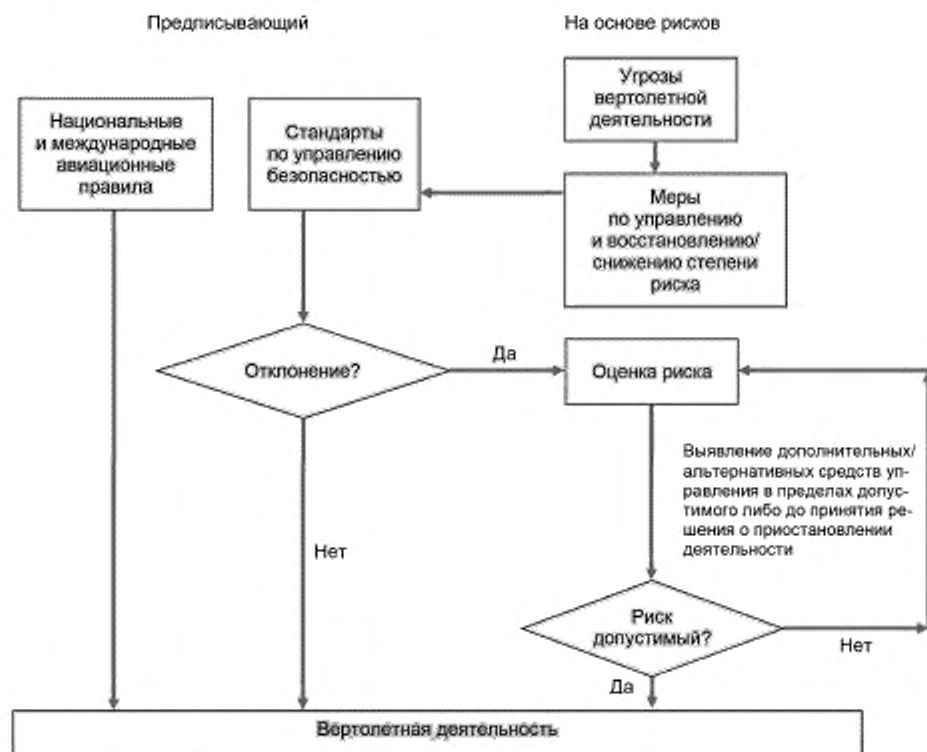 Предписывающий
На основе рисков
Угрозы
вертолетной
деятельности
Национальные
и международные
авиационные
правила
Стандарты
по управлению
безопасностью
Меры
по управлению
и восстановлению/
снижению степени
риска
Отклонение?
Да
Оценка риска
Выявление дополнительных/
альтернативных средств уп-
равления в пределах допус-
тимого либо до принятия ре-
шения о приостановлении
деятельности
Нет
Риск
допустимый?
Нет
Да
Вертолетная деятельность